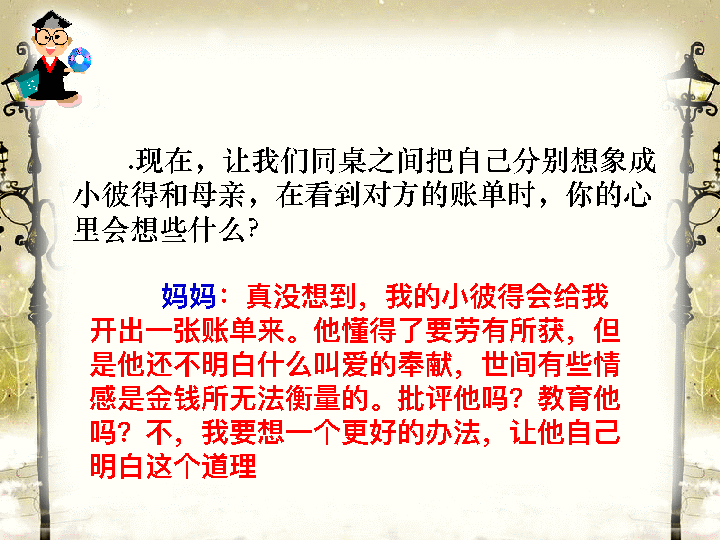 .现在，让我们同桌之间把自己分别想象成
小彼得和母亲，在看到对方的账单时，你的心
里会想些什么?
妈妈：真没想到，我的小彼得会给我
开出一张账单来。他懂得了要劳有所获，但
是他还不明白什么叫爱的奉献，世间有些情
感是金钱所无法衡量的。批评他吗？教育他
吗？不，我要想一个更好的办法，让他自己
明白这个道理